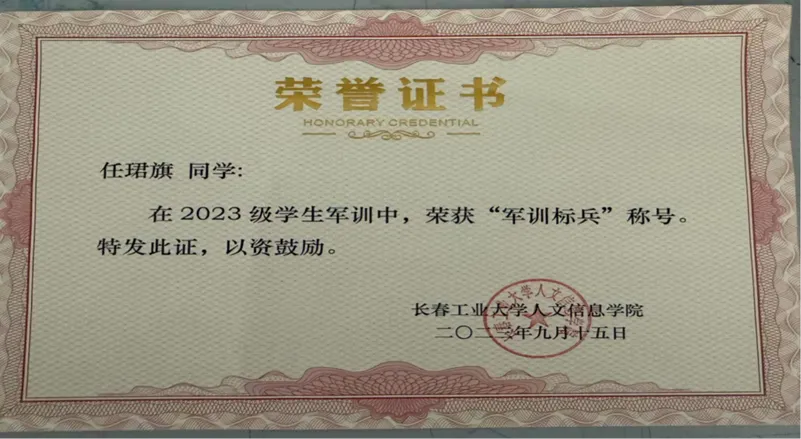 荣誉证书
HONORARY CREDENTIAL
任珺旗 同学:
在 2023 级学生军训中，荣获“军训标兵”称号。
特发此证，以资鼓励。
长春工业大学人文信息学院
二〇二三年九月十五日